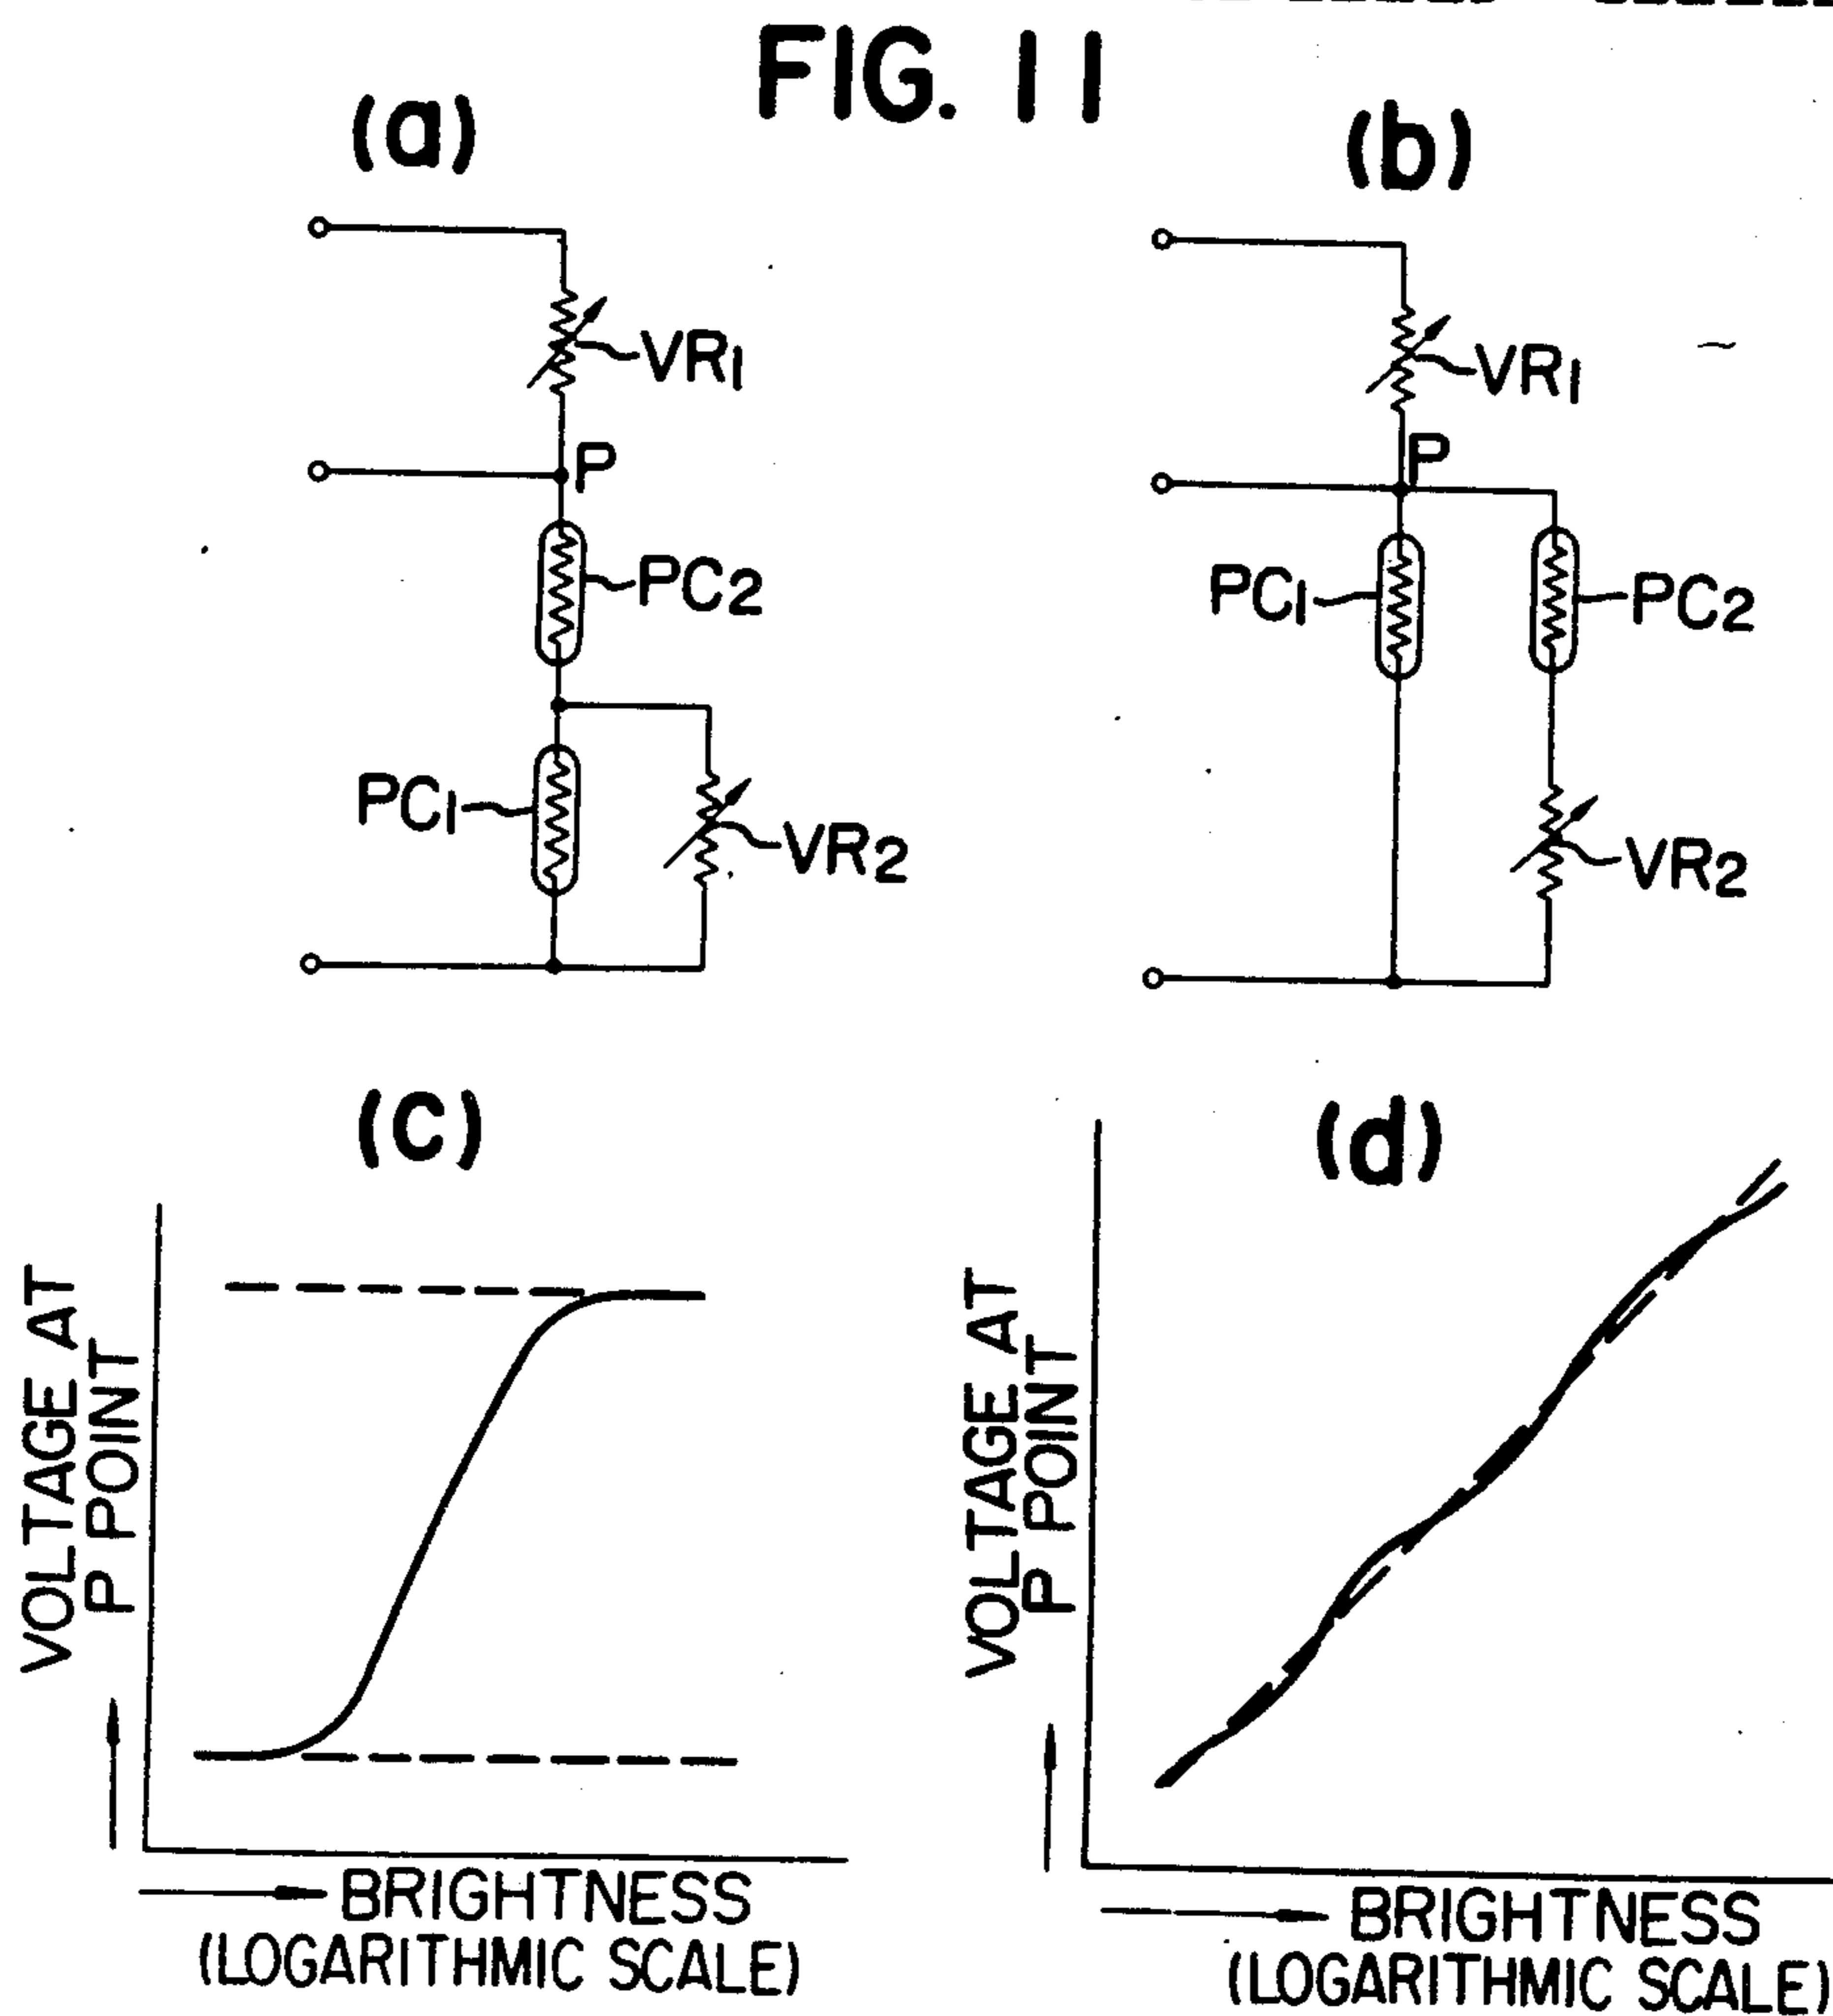 FIG. 11
(a)
VR1
P
PC2
PC1
VR2
(b)
VR1
P
PC1
PC2
VR2
(c)
VOLTAGE AT
P POINT
BRIGHTNESS
(LOGARITHMIC SCALE)
(d)
VOLTAGE AT
P POINT
BRIGHTNESS
(LOGARITHMIC SCALE)